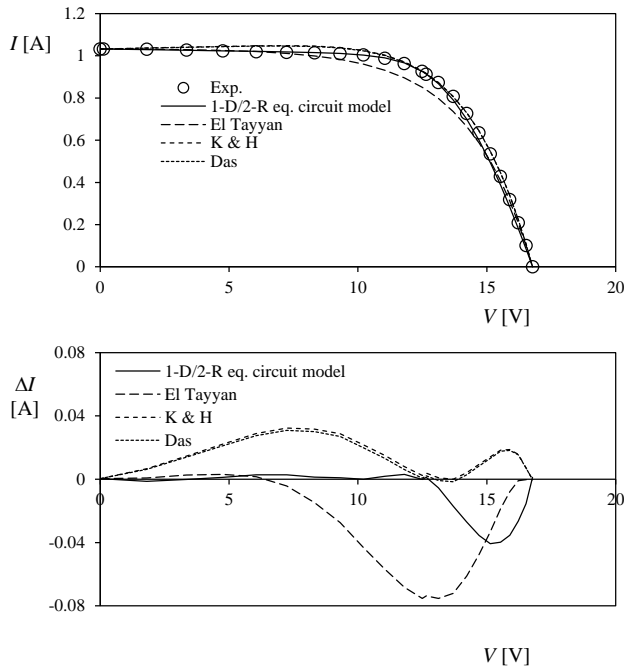 1.2
I [A]
1
0.8
Exp.
1-D/2-R eq. circuit model
0.6
El Tayyan
K & H
0.4
Das
0.2
0
0 5 10 15 20
V [V]
0.08
ΔI
[A]
1-D/2-R eq. circuit model
El Tayyan
0.04
K & H
Das
0
0 5 10 15 20
-0.04
-0.08
V [V]